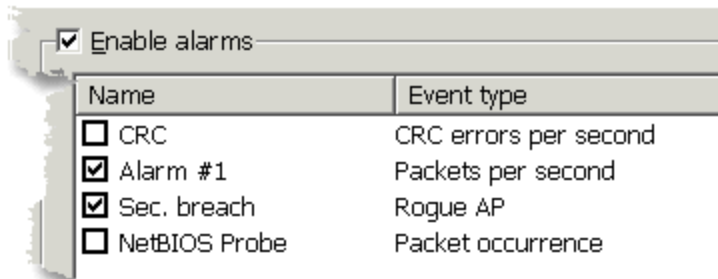 Enable alarms
Name Event type
CRC CRC errors per second
Alarm #1 Packets per second
Sec. breach Rogue AP
NetBIOS Probe Packet occurrence